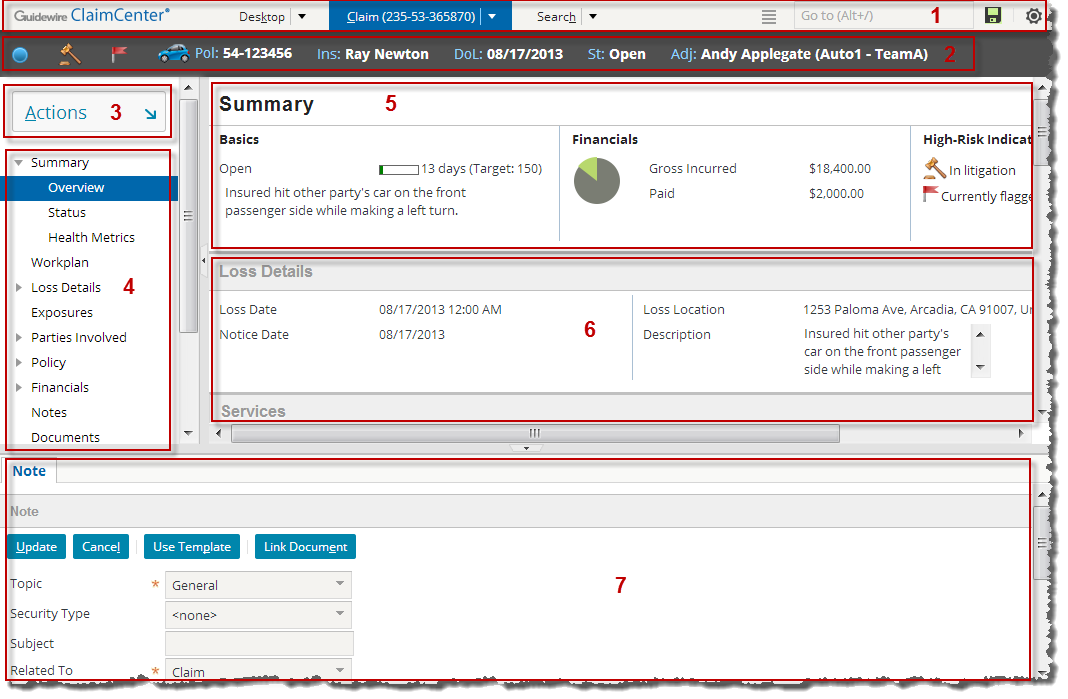 Guidewire ClaimCenter® Desktop Claim (235-53-365870) Search Go to (Alt+/) 1
Pol: 54-123456 Ins: Ray Newton DoL: 08/17/2013 St: Open Adj: Andy Applegate (Auto1 - TeamA) 2
Actions 3
Summary
Overview
Status
Health Metrics
Workplan
Loss Details 4
Exposures
Parties Involved
Policy
Financials
Notes
Documents
Summary 5
Basics
Open 13 days (Target: 150)
Insured hit other party's car on the front
passenger side while making a left turn.
Financials
Gross Incurred $18,400.00
Paid $2,000.00
High-Risk Indicat
In litigation
Currently flagge
Loss Details
Loss Date 08/17/2013 12:00 AM
Notice Date 08/17/2013
6
Loss Location 1253 Paloma Ave, Arcadia, CA 91007, Un
Description Insured hit other party's
car on the front passenger
side while making a left
Services
Note
Note
Update Cancel Use Template Link Document
7
Topic * General
Security Type <none>
Subject
Related To * Claim